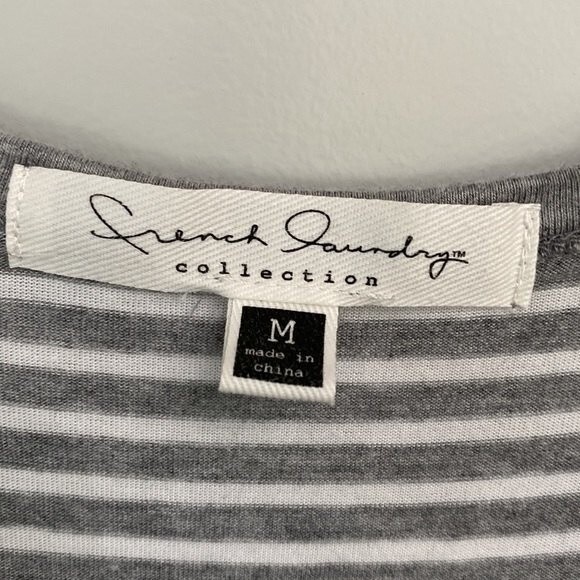 French Laundry™
collection
M
made in
china